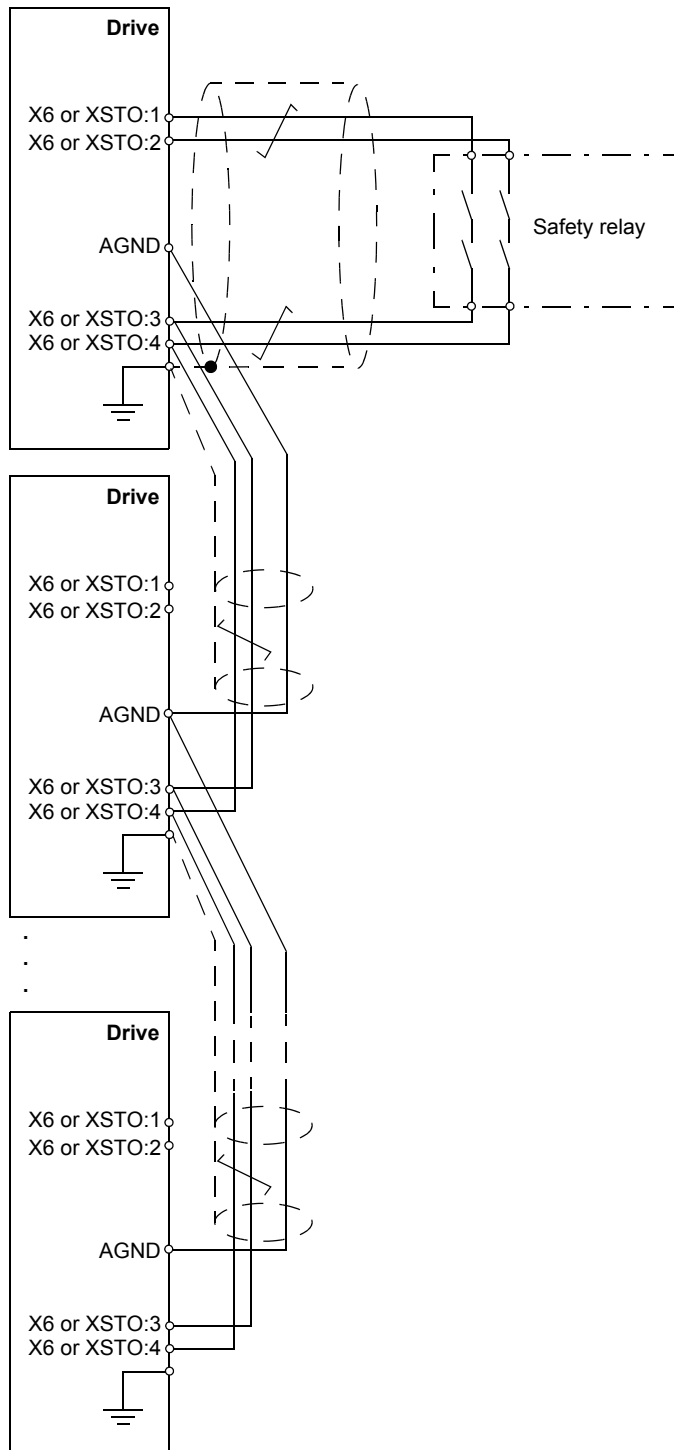 Drive
X6 or XSTO:1
X6 or XSTO:2
AGND
X6 or XSTO:3
X6 or XSTO:4
Safety relay
Drive
X6 or XSTO:1
X6 or XSTO:2
AGND
X6 or XSTO:3
X6 or XSTO:4
.
.
.
Drive
X6 or XSTO:1
X6 or XSTO:2
AGND
X6 or XSTO:3
X6 or XSTO:4